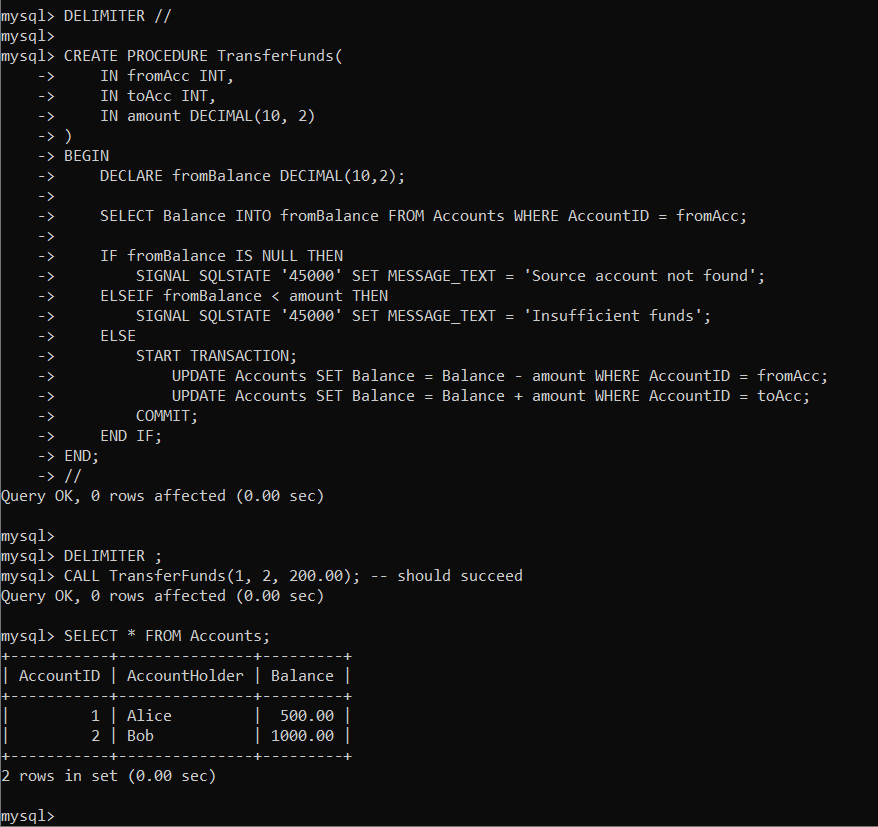 mysql> DELIMITER //
mysql>
mysql> CREATE PROCEDURE TransferFunds(
    ->     IN fromAcc INT,
    ->     IN toAcc INT,
    ->     IN amount DECIMAL(10, 2)
    -> )
    -> BEGIN
    ->     DECLARE fromBalance DECIMAL(10,2);
    ->
    ->     SELECT Balance INTO fromBalance FROM Accounts WHERE AccountID = fromAcc;
    ->
    ->     IF fromBalance IS NULL THEN
    ->         SIGNAL SQLSTATE '45000' SET MESSAGE_TEXT = 'Source account not found';
    ->     ELSEIF fromBalance < amount THEN
    ->         SIGNAL SQLSTATE '45000' SET MESSAGE_TEXT = 'Insufficient funds';
    ->     ELSE
    ->         START TRANSACTION;
    ->             UPDATE Accounts SET Balance = Balance - amount WHERE AccountID = fromAcc;
    ->             UPDATE Accounts SET Balance = Balance + amount WHERE AccountID = toAcc;
    ->         COMMIT;
    ->     END IF;
    -> END;
    -> //
Query OK, 0 rows affected (0.00 sec)

mysql>
mysql> DELIMITER ;
mysql> CALL TransferFunds(1, 2, 200.00); -- should succeed
Query OK, 0 rows affected (0.00 sec)

mysql> SELECT * FROM Accounts;
+-----------+---------------+---------+
| AccountID | AccountHolder | Balance |
+-----------+---------------+---------+
|         1 | Alice         |  500.00 |
|         2 | Bob           | 1000.00 |
+-----------+---------------+---------+
2 rows in set (0.00 sec)

mysql>